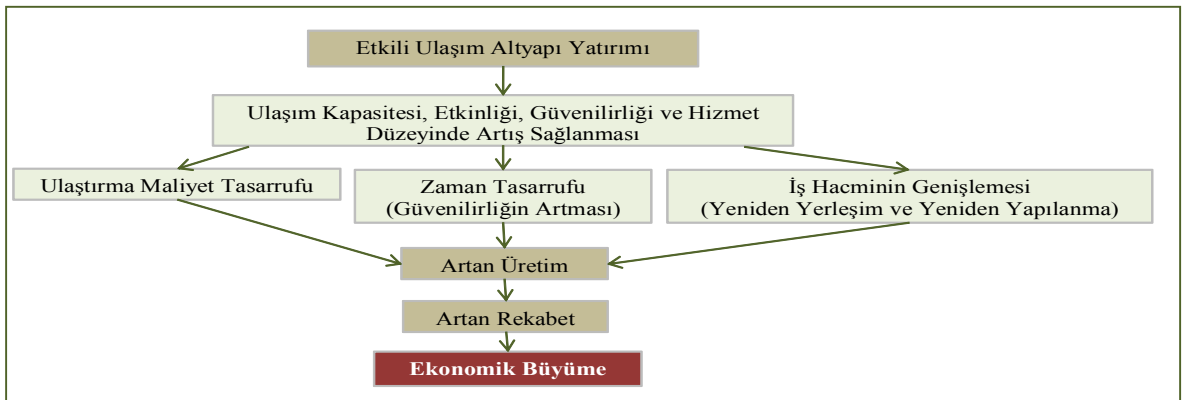 Etkili Ulaşım Altyapı Yatırımı
Ulaşım Kapasitesi, Etkinliği, Güvenilirliği ve Hizmet
Düzeyinde Artış Sağlanması
Ulaştırma Maliyet Tasarrufu
Zaman Tasarrufu
(Güvenilirliğin Artması)
İş Hacminin Genişlemesi
(Yeniden Yerleşim ve Yeniden Yapılanma)
Artan Üretim
Artan Rekabet
Ekonomik Büyüme